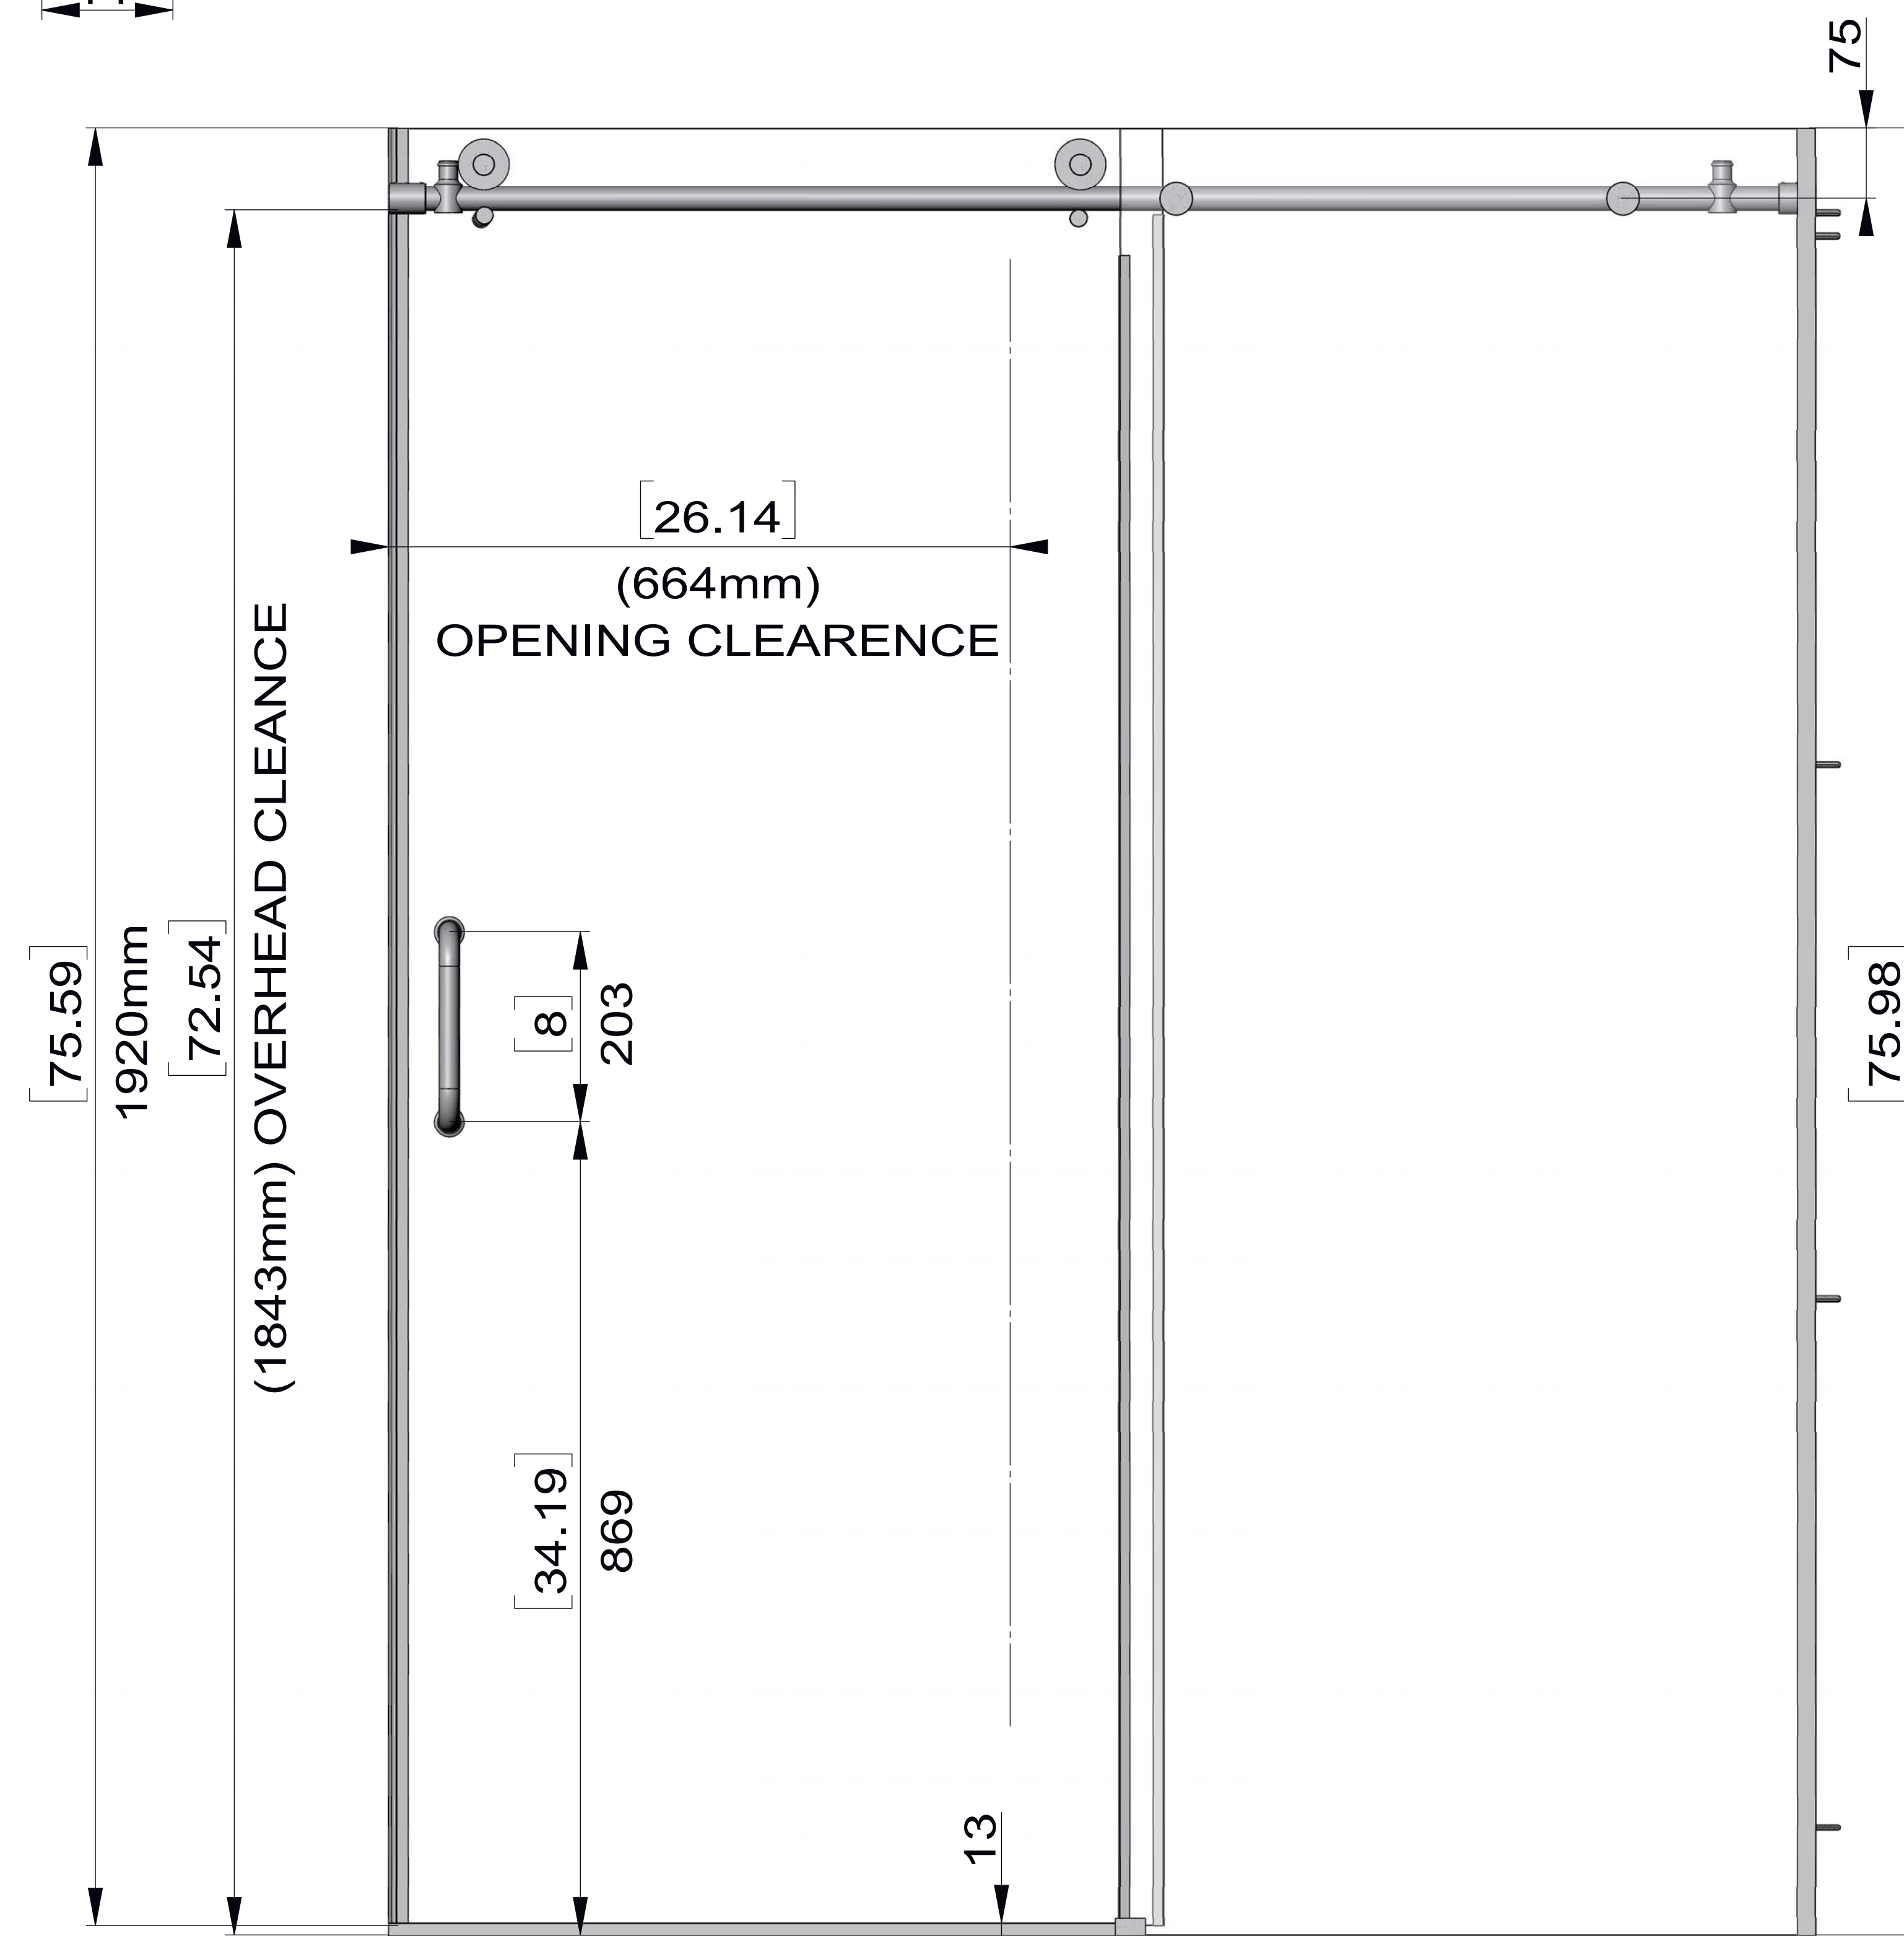 75
[26.14]
(664mm)
OPENING CLEARENCE
[75.59]
1920mm
[72.54]
(1843mm) OVERHEAD CLEANCE
[8]
203
[34.19]
869
13
[75.98